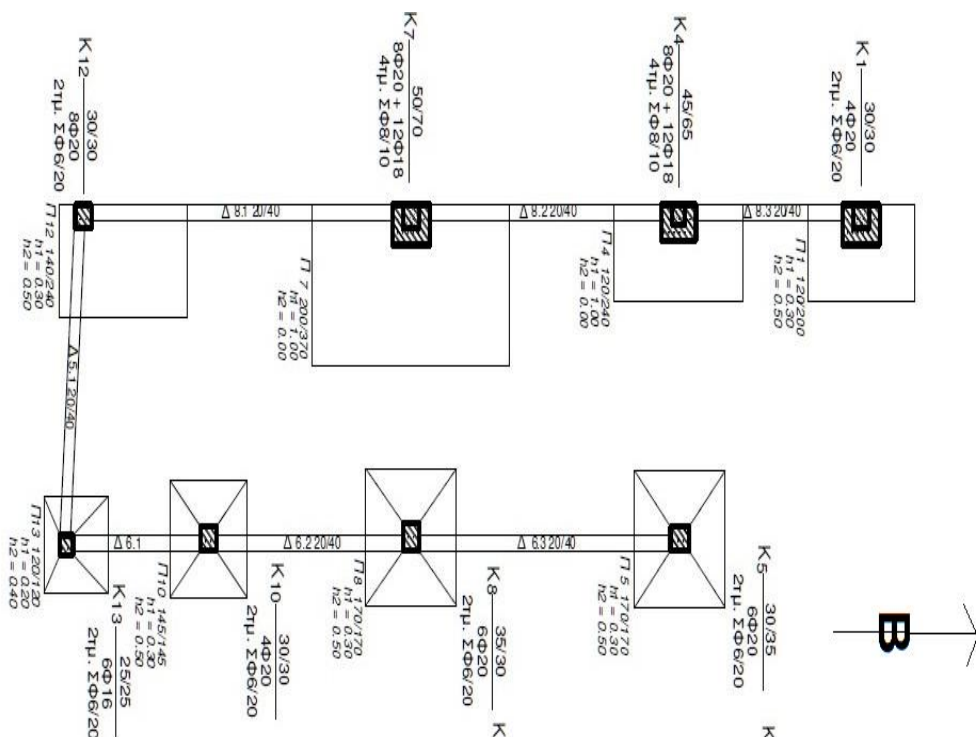 K12
30/30
8Φ20
2τμ. ΣΦ6/20
K7
50/70
8Φ20 + 12Φ18
4τμ. ΣΦ8/10
K4
45/65
8Φ20 + 12Φ18
4τμ. ΣΦ8/10
K1
30/30
4Φ20
2τμ. ΣΦ6/20
Δ 8.1 20/40
Δ 8.2 20/40
Δ 8.3 20/40
Π12 140/240
h1 = 0.30
h2 = 0.50
Π 7 200/370
h1 = 1.00
h2 = 0.00
Π4 120/240
h1 = 1.00
h2 = 0.00
Π1 120/200
h1 = 0.30
h2 = 0.50
Δ 5.1 20/40
Δ 6.1
Δ 6.2 20/40
Δ 6.3 20/40
Π13 120/120
h1 = 0.20
h2 = 0.40
Π10 145/145
h1 = 0.30
h2 = 0.50
Π8 170/170
h1 = 0.30
h2 = 0.50
Π 5 170/170
h1 = 0.30
h2 = 0.50
K13
25/25
6Φ16
2τμ. ΣΦ6/20
K10
30/30
4Φ20
2τμ. ΣΦ6/20
K8
35/30
6Φ20
2τμ. ΣΦ6/20
K5
30/35
6Φ20
2τμ. ΣΦ6/20
B
K
K